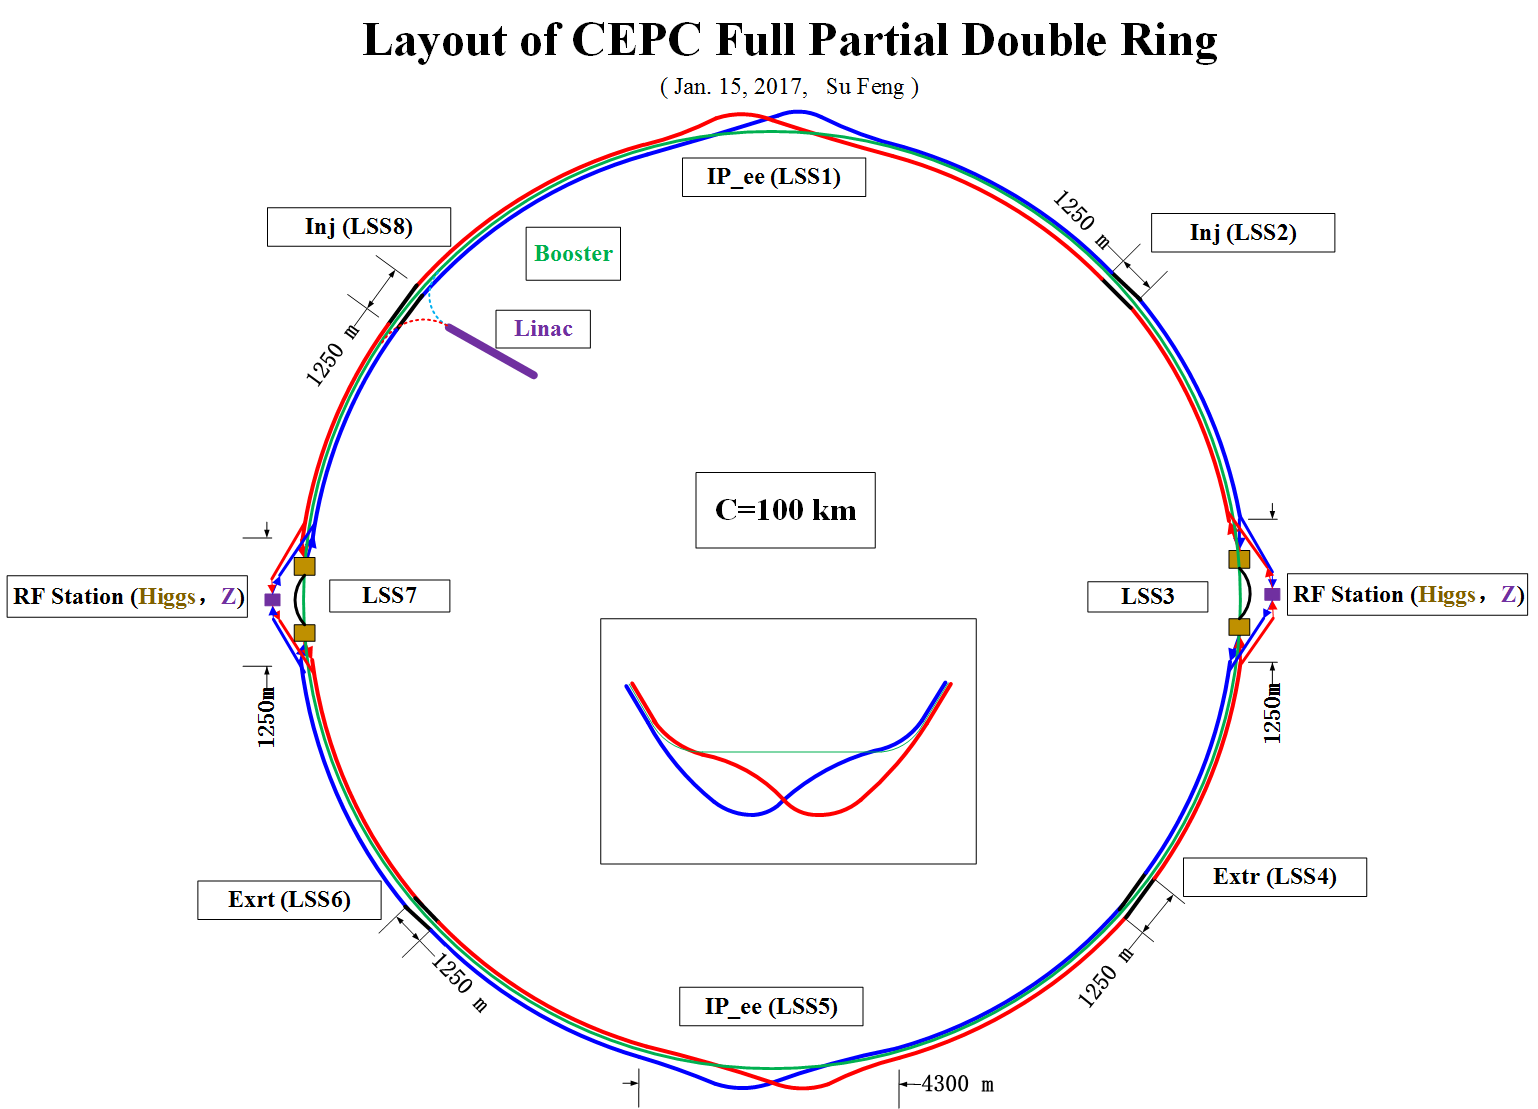 Layout of CEPC Full Partial Double Ring
( Jan. 15, 2017, Su Feng )
IP_ee (LSS1)
Inj (LSS8)
1250 m
Inj (LSS2)
Booster
Linac
1250 m
C=100 km
RF Station (Higgs，Z)
LSS7
LSS3
RF Station (Higgs，Z)
1250m
1250m
Exrt (LSS6)
Extr (LSS4)
1250 m
1250 m
IP_ee (LSS5)
4300 m